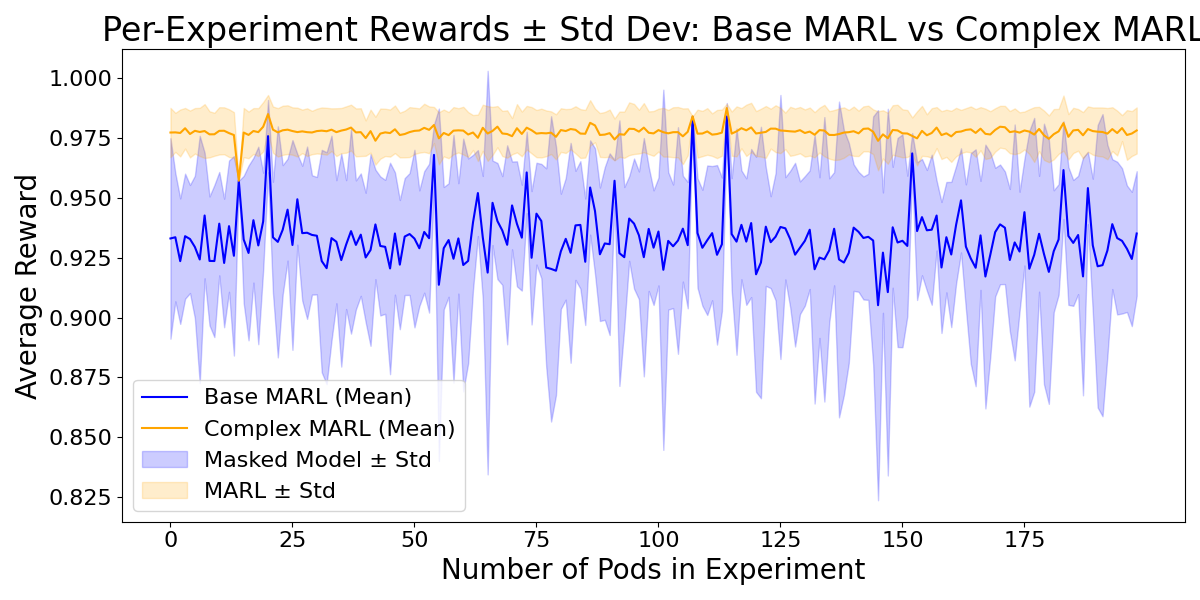 Per-Experiment Rewards ± Std Dev: Base MARL vs Complex MARL
Average Reward
1.000
0.975
0.950
0.925
0.900
0.875
0.850
0.825
Base MARL (Mean)
Complex MARL (Mean)
Masked Model ± Std
MARL ± Std
0 25 50 75 100 125 150 175
Number of Pods in Experiment